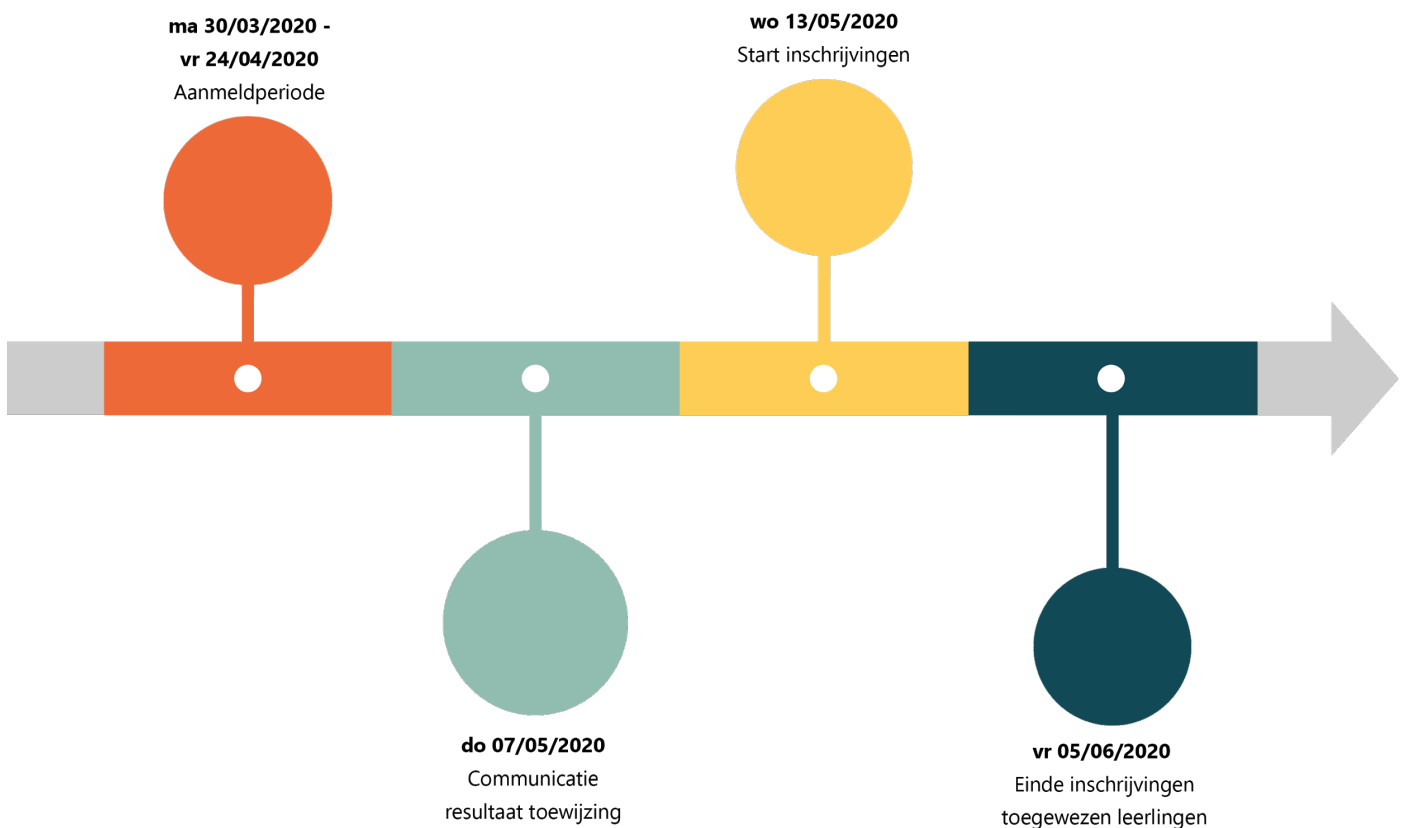 ma 30/03/2020 -
vr 24/04/2020
Aanmeldperiode
do 07/05/2020
Communicatie
resultaat toewijzing
wo 13/05/2020
Start inschrijvingen
vr 05/06/2020
Einde inschrijvingen
toegewezen leerlingen